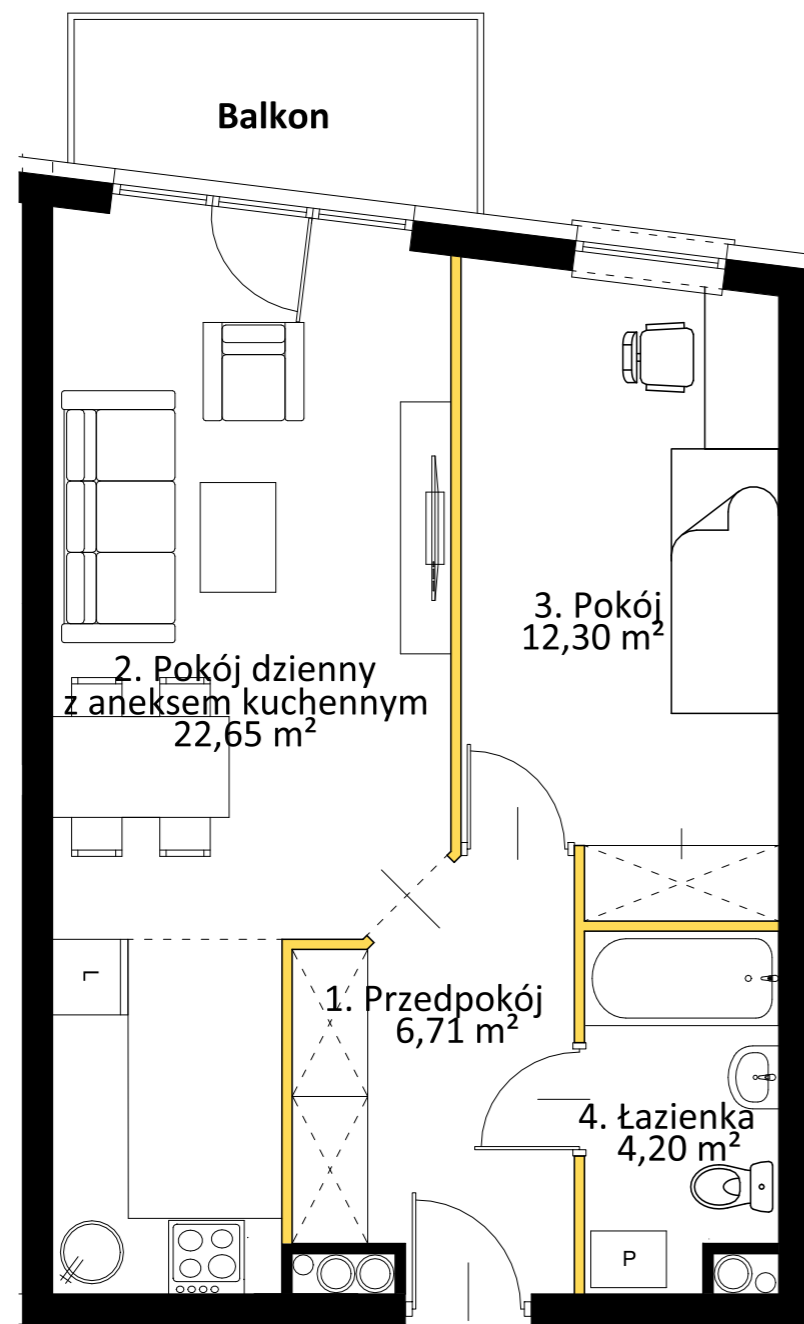 Balkon
3. Pokój
12,30 m²
2. Pokój dzienny
z aneksem kuchennym
22,65 m²
L
1. Przedpokój
6,71 m²
4. Łazienka
4,20 m²
P